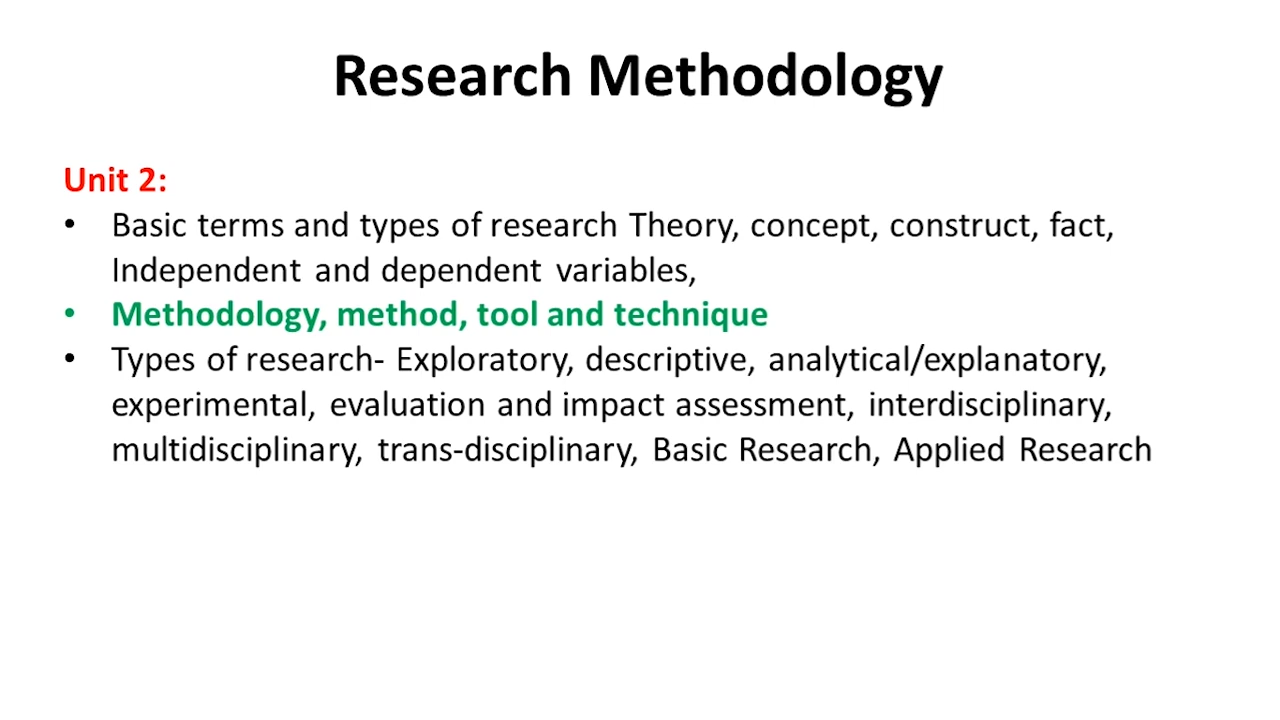 Research Methodology
Unit 2:
• Basic terms and types of research Theory, concept, construct, fact,
Independent and dependent variables,
• Methodology, method, tool and technique
• Types of research- Exploratory, descriptive, analytical/explanatory,
experimental, evaluation and impact assessment, interdisciplinary,
multidisciplinary, trans-disciplinary, Basic Research, Applied Research